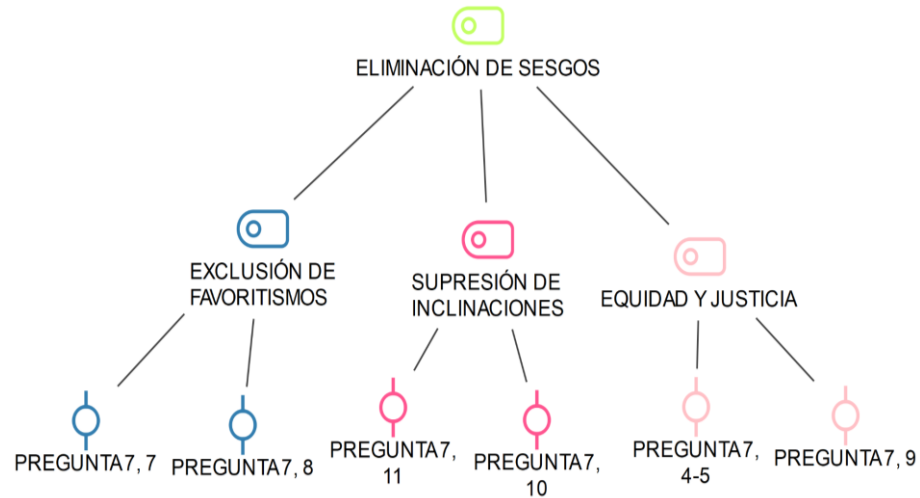 ELIMINACIÓN DE SESGOS
EXCLUSIÓN DE
FAVORITISMOS
SUPRESIÓN DE
INCLINACIONES
EQUIDAD Y JUSTICIA
PREGUNTA7, 7
PREGUNTA7, 8
PREGUNTA7,
11
PREGUNTA7,
10
PREGUNTA7,
4-5
PREGUNTA7, 9